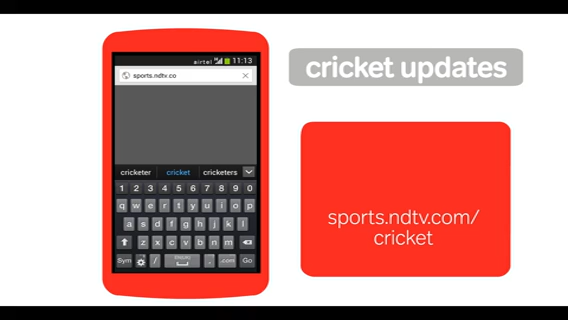 airtel 11:13
sports.ndtv.co
cricketer cricket cricketers
1 2 3 4 5 6 7 8 9 0
q w e r t y u i o p
a s d f g h j k l
z x c v b n m
Sym / . .com Go
cricket updates
sports.ndtv.com/
cricket